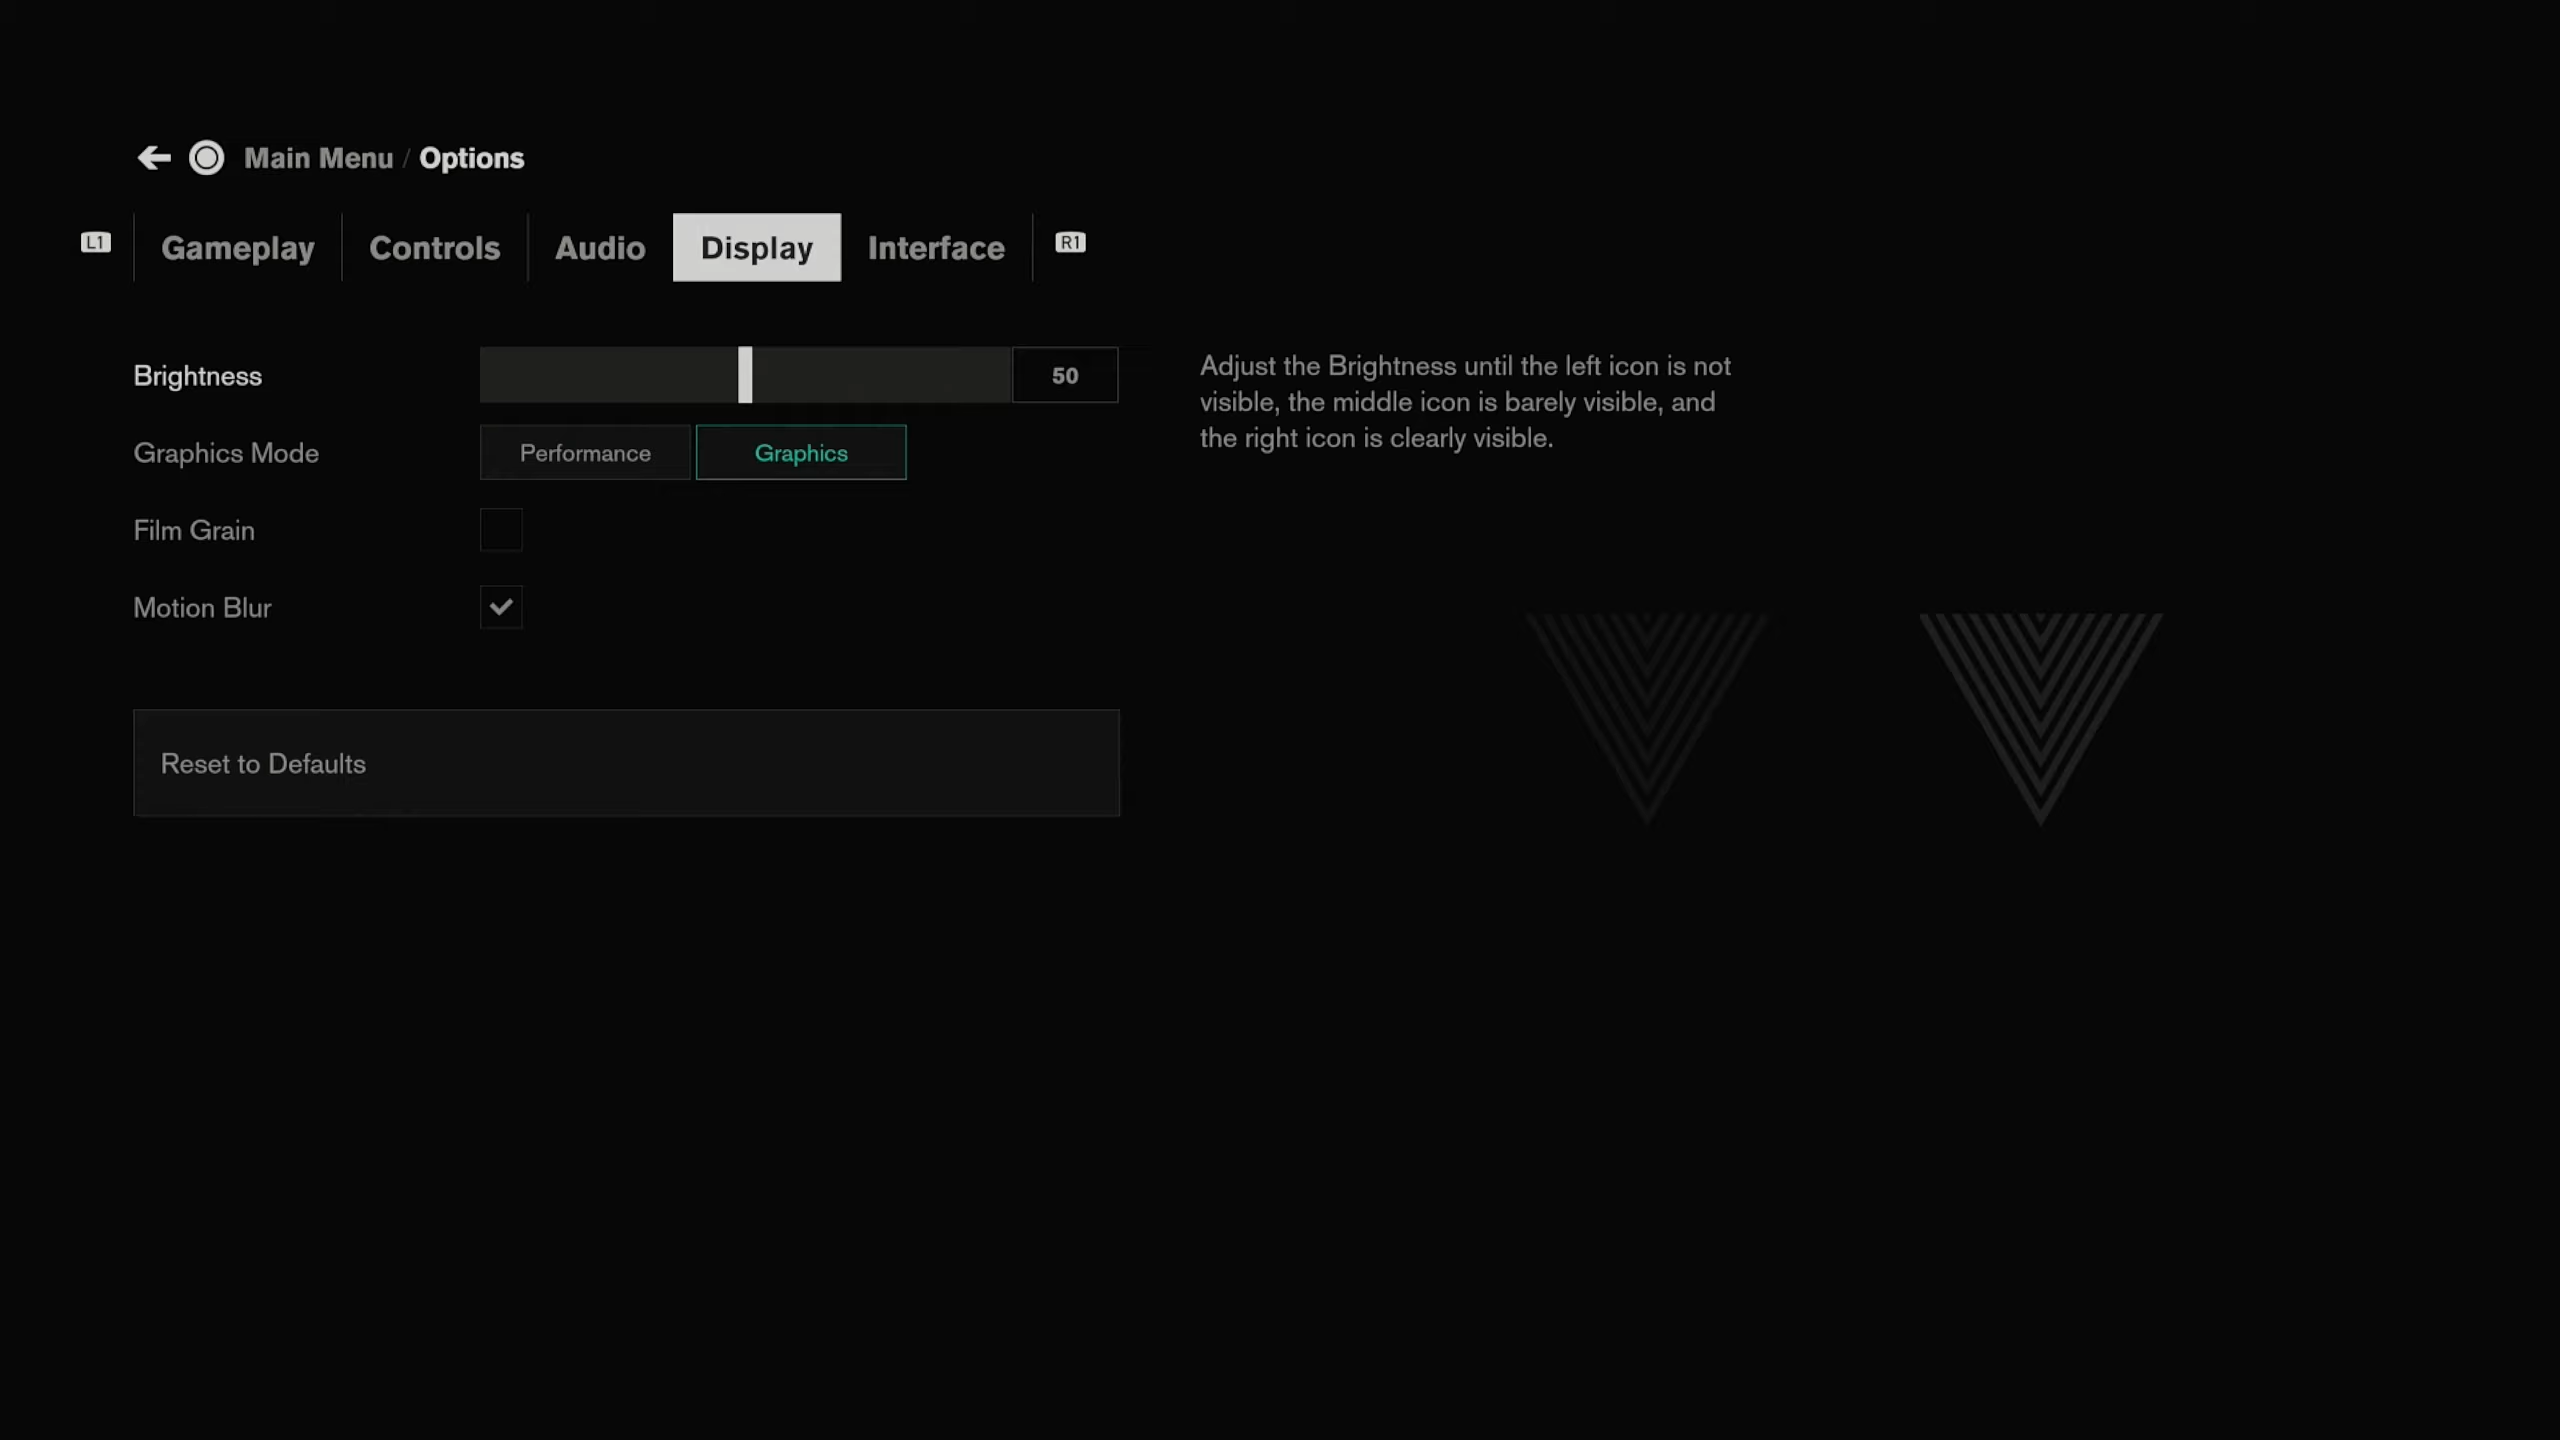 Main Menu / Options
L1 Gameplay Controls Audio Display Interface R1
Brightness 50
Graphics Mode Performance Graphics
Film Grain
Motion Blur
Reset to Defaults
Adjust the Brightness until the left icon is not
visible, the middle icon is barely visible, and
the right icon is clearly visible.